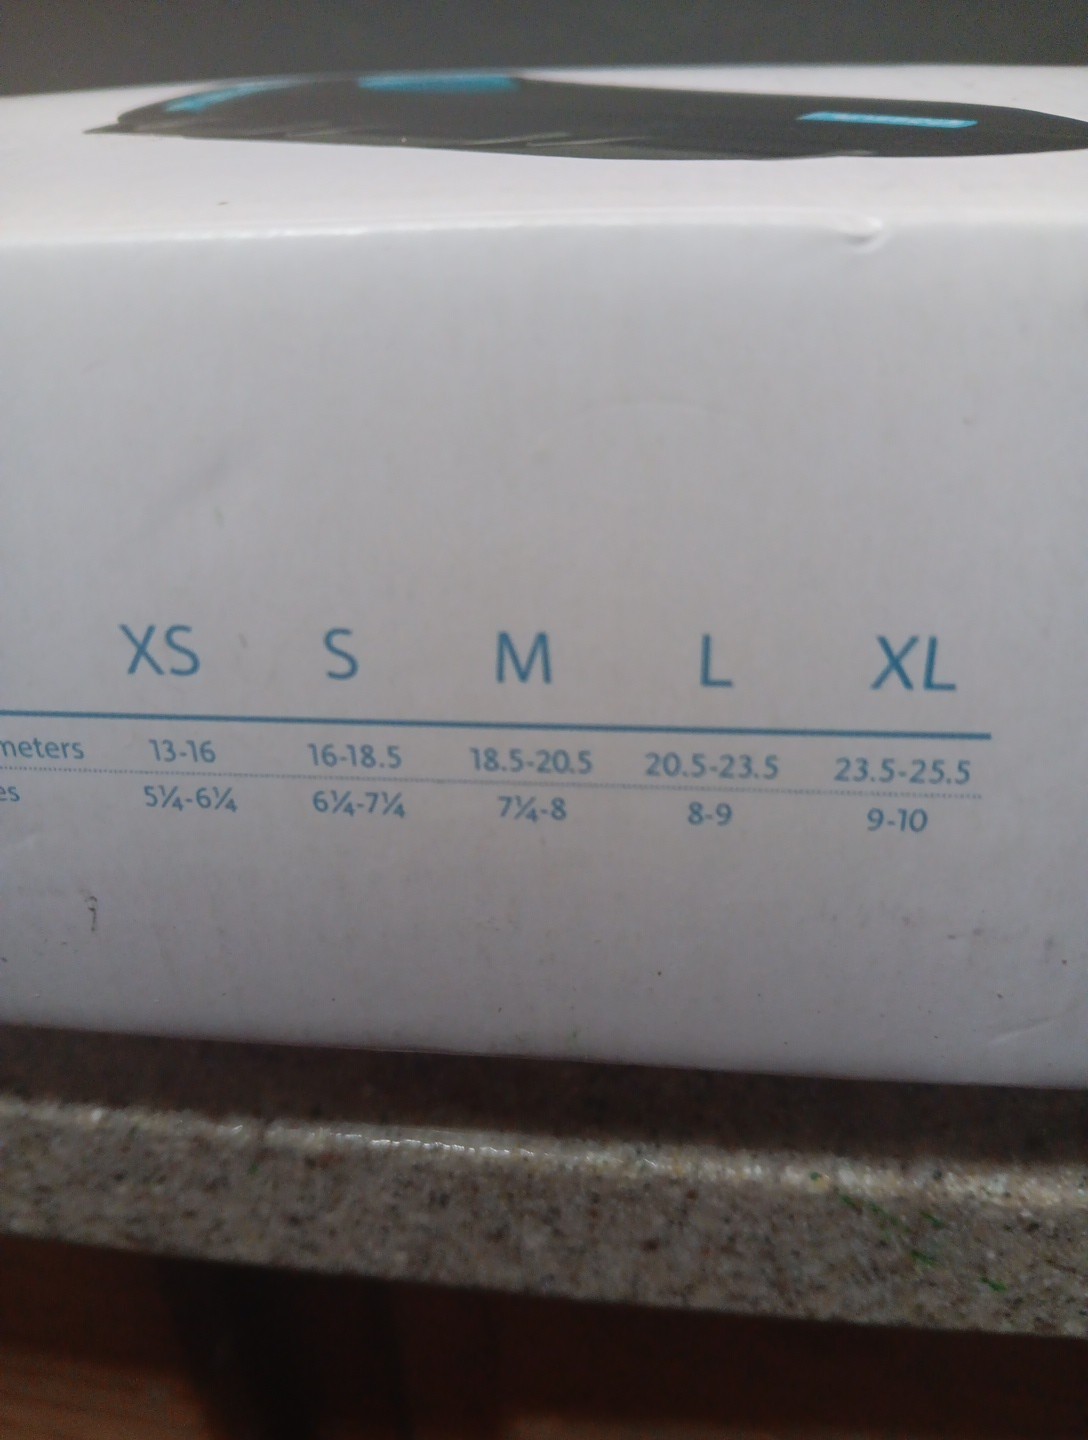 XS S M L XL
meters 13-16 16-18.5 18.5-20.5 20.5-23.5 23.5-25.5
es 5¼-6¼ 6¼-7¼ 7¼-8 8-9 9-10